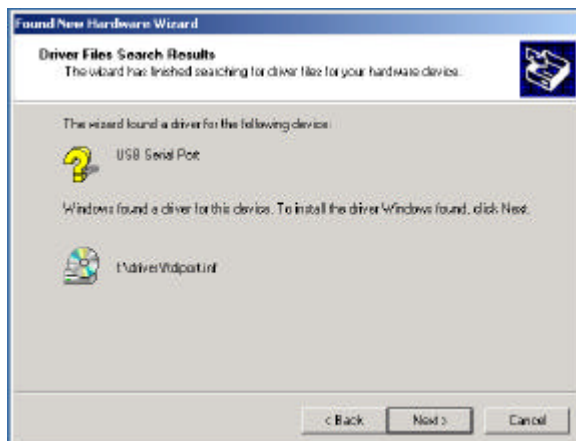 Found New Hardware Wizard
Driver Files Search Results
The wizard has finished searching for driver files for your hardware device.
The wizard found a driver for the following device:
USB Serial Port
Windows found a driver for this device. To install the driver Windows found, click Next.
< Back
Next >
Cancel